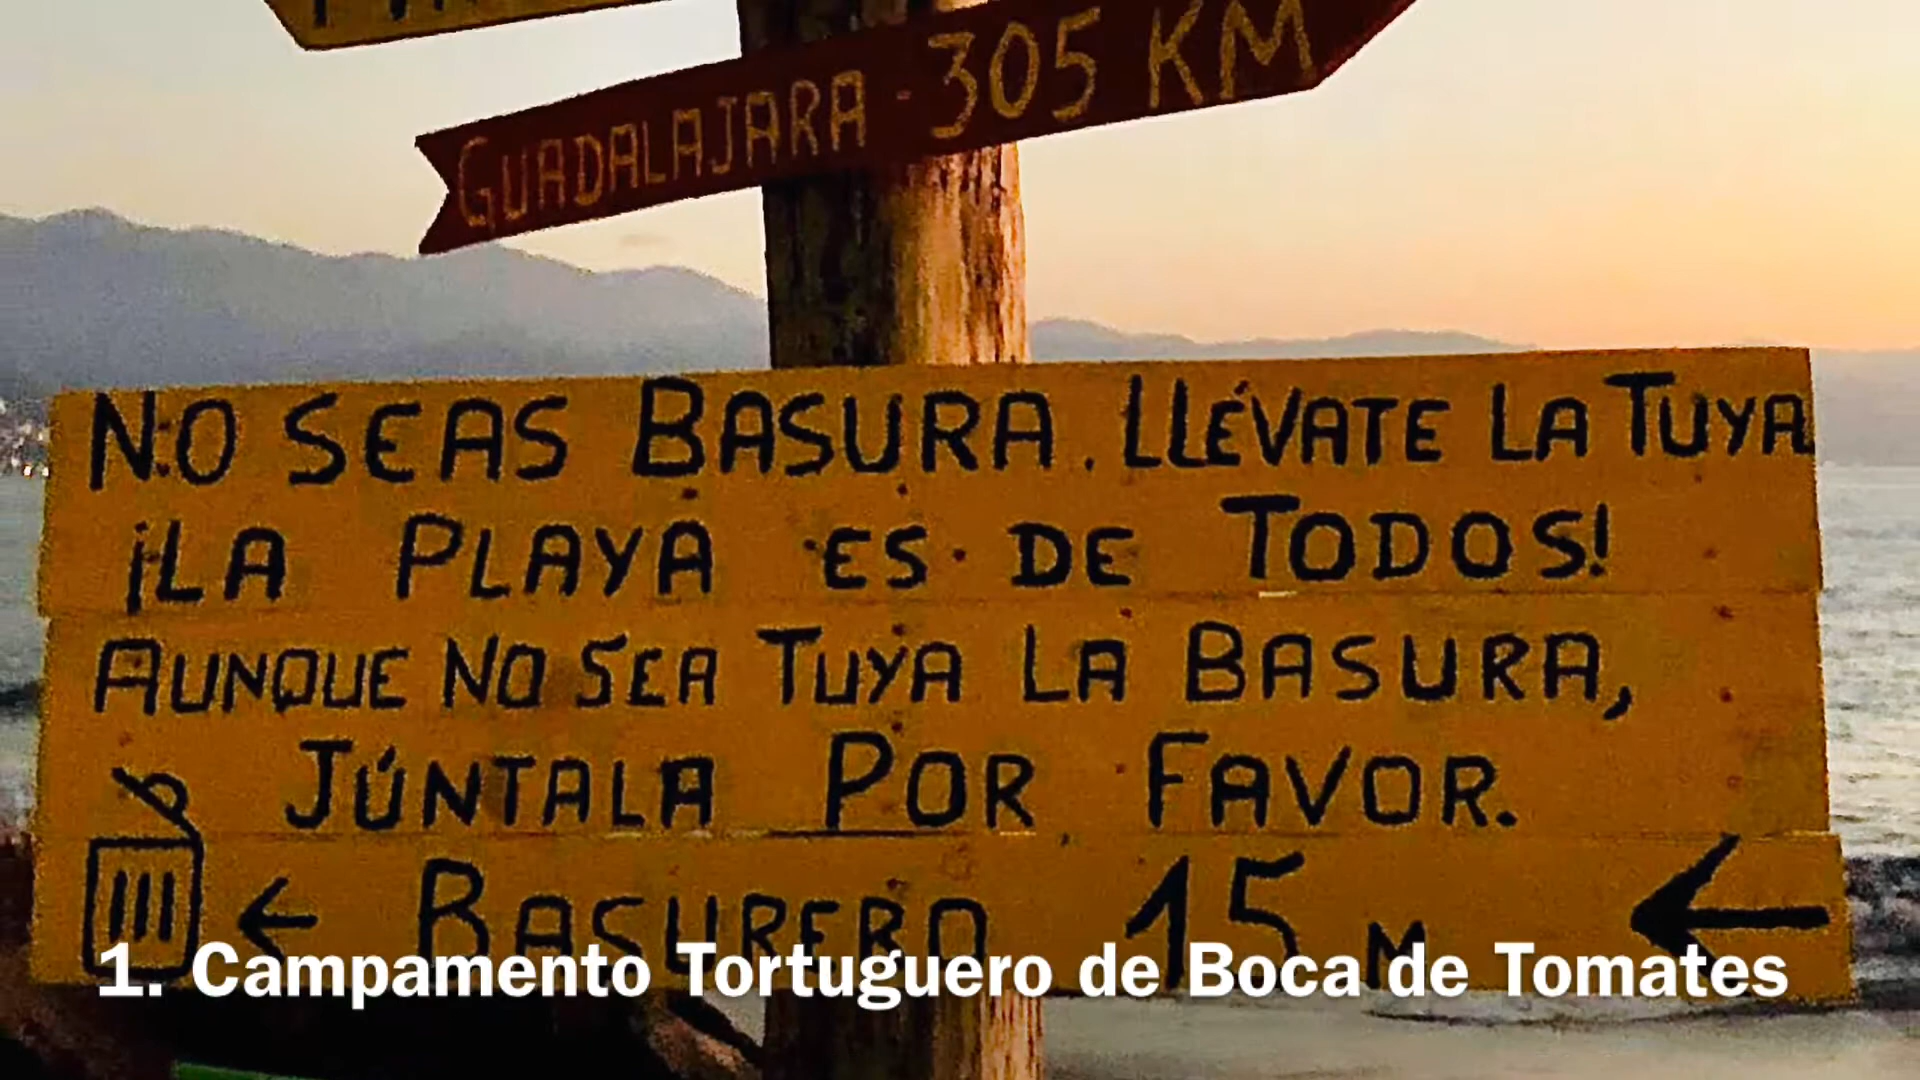 GUADALAJARA - 305 KM
NO SEAS BASURA. LLÉVATE LA TUYA
¡LA PLAYA ES DE TODOS!
AUNQUE NO SEA TUYA LA BASURA,
JÚNTALA POR FAVOR.
← BASURERO 15 M ←
1. Campamento Tortuguero de Boca de Tomates